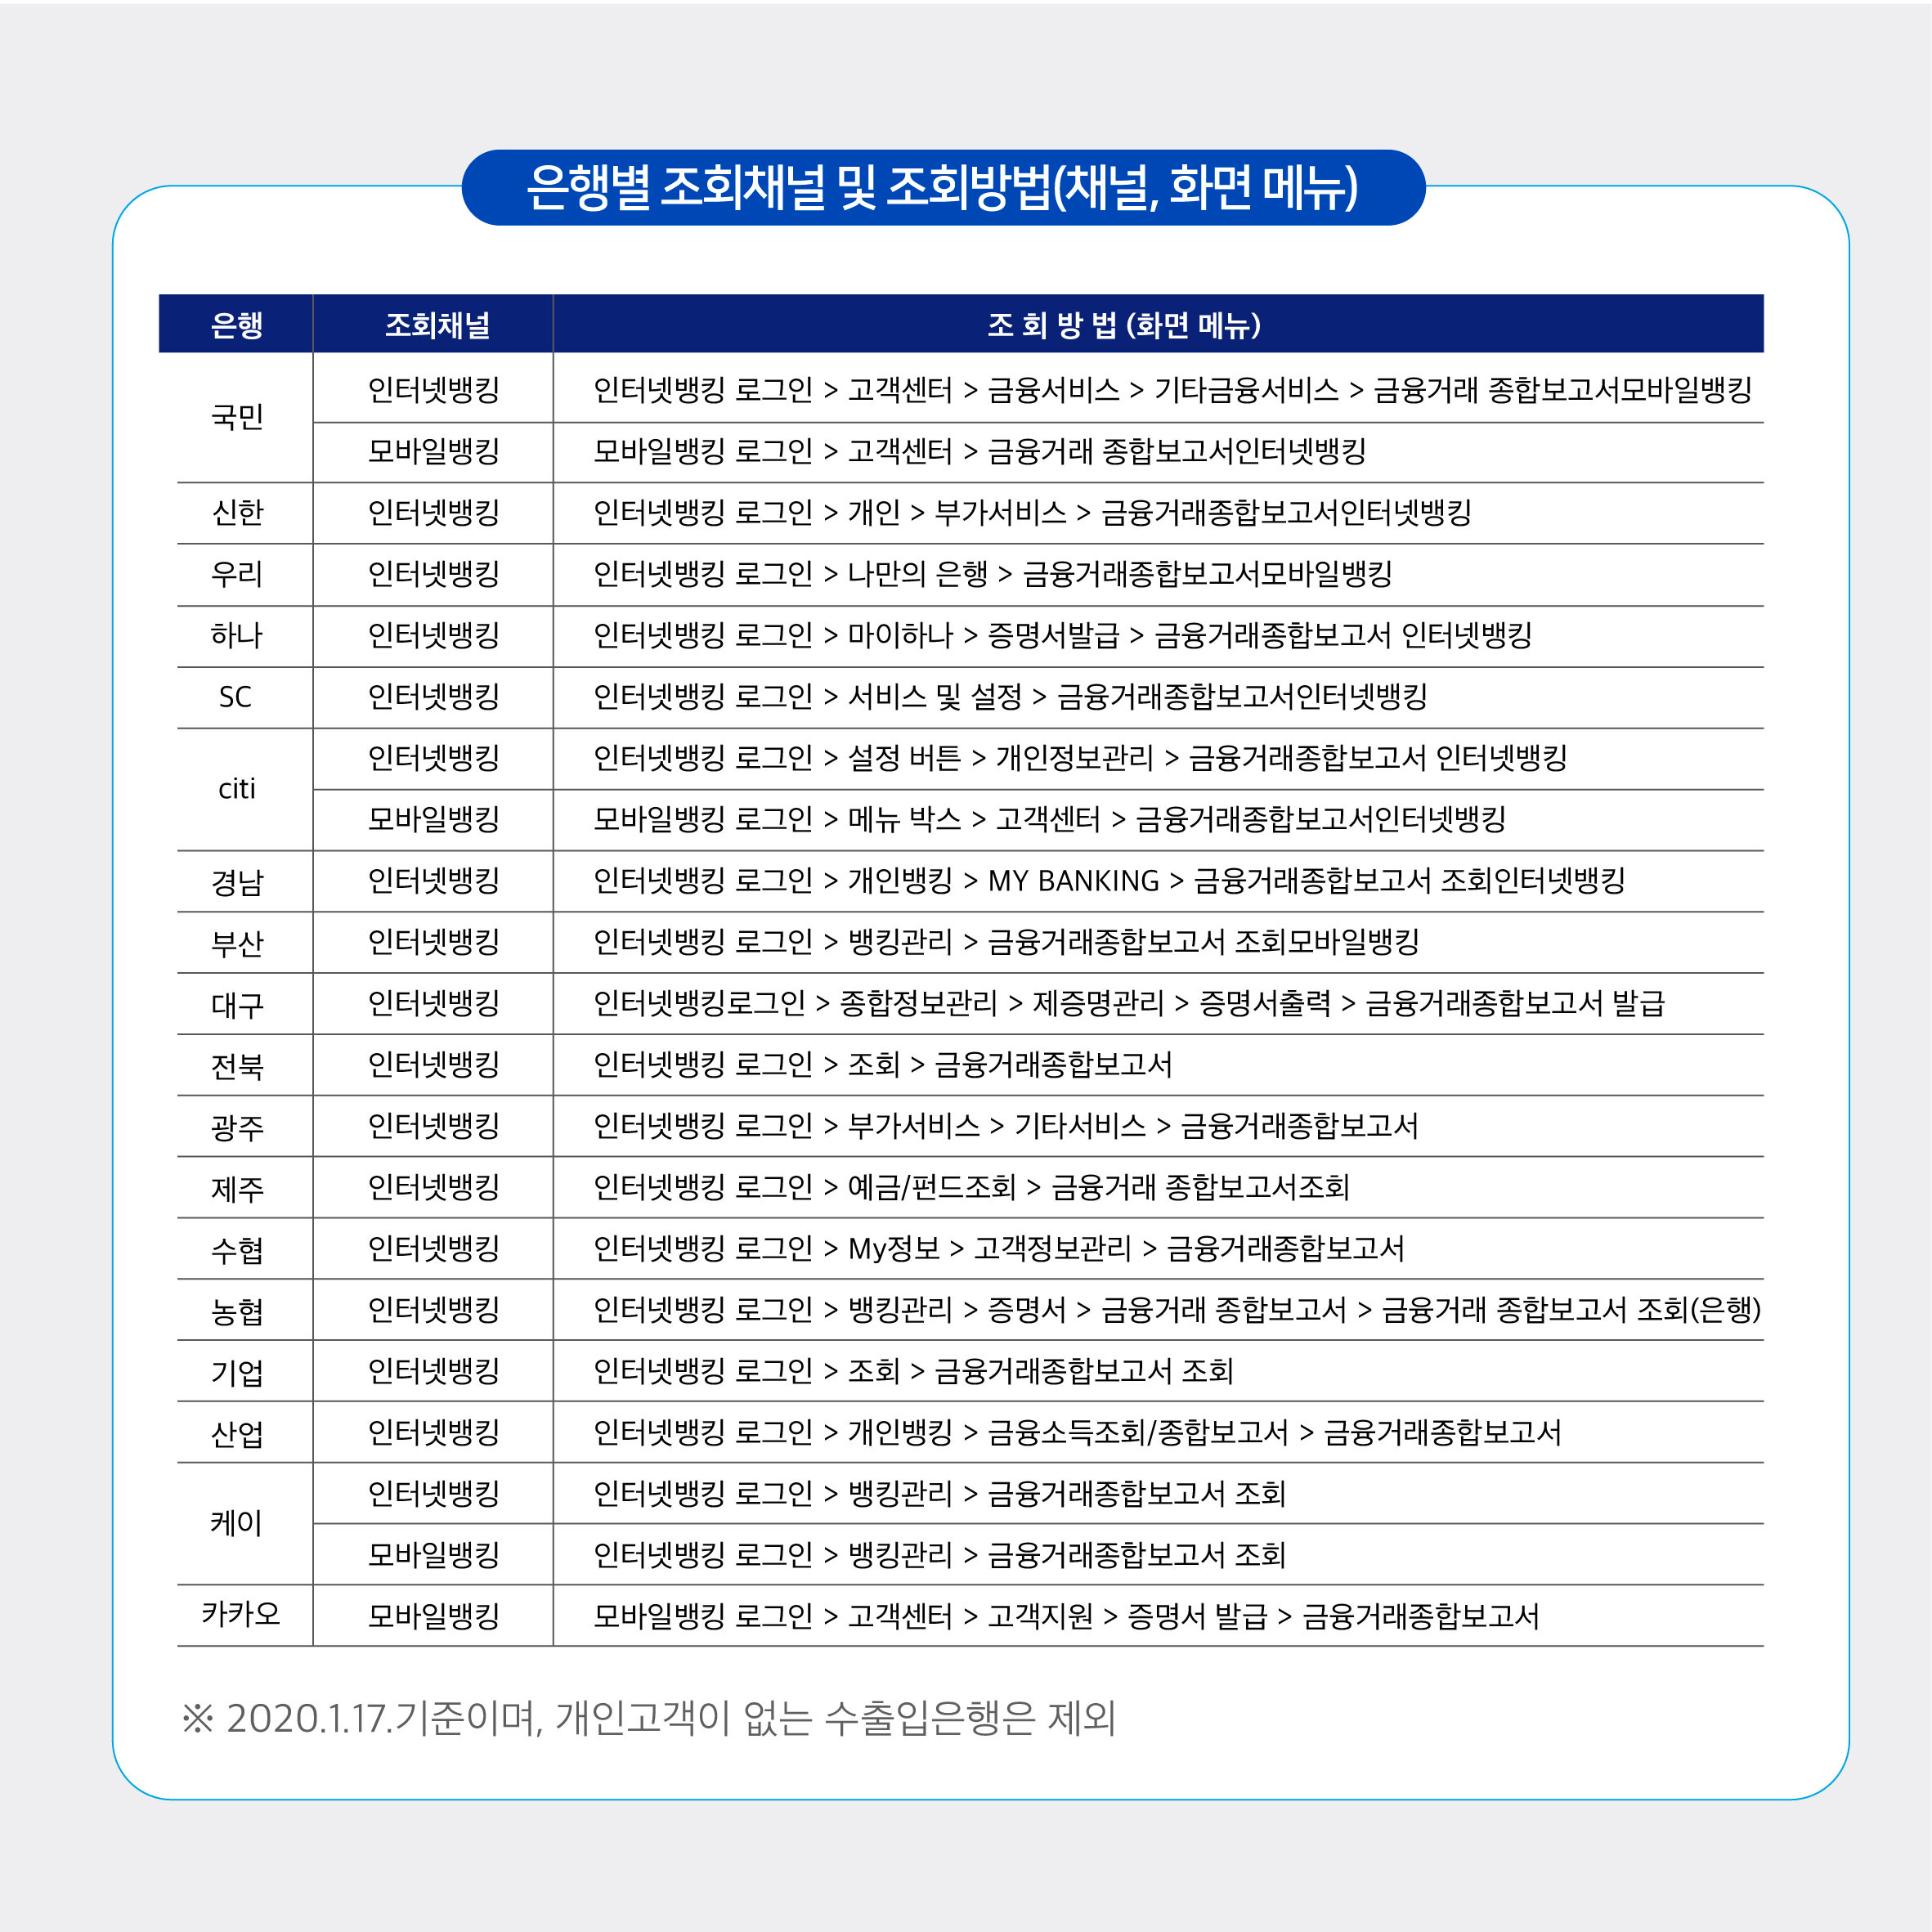 은행별 조회채널 및 조회방법(채널, 화면 메뉴)
은행 조회채널 조 회 방 법 (화면 메뉴)
국민
인터넷뱅킹 인터넷뱅킹 로그인 > 고객센터 > 금융서비스 > 기타금융서비스 > 금융거래 종합보고서모바일뱅킹
모바일뱅킹 모바일뱅킹 로그인 > 고객센터 > 금융거래 종합보고서인터넷뱅킹
신한 인터넷뱅킹 인터넷뱅킹 로그인 > 개인 > 부가서비스 > 금융거래종합보고서인터넷뱅킹
우리 인터넷뱅킹 인터넷뱅킹 로그인 > 나만의 은행 > 금융거래종합보고서모바일뱅킹
하나 인터넷뱅킹 인터넷뱅킹 로그인 > 마이하나 > 증명서발급 > 금융거래종합보고서 인터넷뱅킹
SC 인터넷뱅킹 인터넷뱅킹 로그인 > 서비스 및 설정 > 금융거래종합보고서인터넷뱅킹
citi
인터넷뱅킹 인터넷뱅킹 로그인 > 설정 버튼 > 개인정보관리 > 금융거래종합보고서 인터넷뱅킹
모바일뱅킹 모바일뱅킹 로그인 > 메뉴 박스 > 고객센터 > 금융거래종합보고서인터넷뱅킹
경남 인터넷뱅킹 인터넷뱅킹 로그인 > 개인뱅킹 > MY BANKING > 금융거래종합보고서 조회인터넷뱅킹
부산 인터넷뱅킹 인터넷뱅킹 로그인 > 뱅킹관리 > 금융거래종합보고서 조회모바일뱅킹
대구 인터넷뱅킹 인터넷뱅킹로그인 > 종합정보관리 > 제증명관리 > 증명서출력 > 금융거래종합보고서 발급
전북 인터넷뱅킹 인터넷뱅킹 로그인 > 조회 > 금융거래종합보고서
광주 인터넷뱅킹 인터넷뱅킹 로그인 > 부가서비스 > 기타서비스 > 금융거래종합보고서
제주 인터넷뱅킹 인터넷뱅킹 로그인 > 예금/펀드조회 > 금융거래 종합보고서조회
수협 인터넷뱅킹 인터넷뱅킹 로그인 > My정보 > 고객정보관리 > 금융거래종합보고서
농협 인터넷뱅킹 인터넷뱅킹 로그인 > 뱅킹관리 > 증명서 > 금융거래 종합보고서 > 금융거래 종합보고서 조회(은행)
기업 인터넷뱅킹 인터넷뱅킹 로그인 > 조회 > 금융거래종합보고서 조회
산업 인터넷뱅킹 인터넷뱅킹 로그인 > 개인뱅킹 > 금융소득조회/종합보고서 > 금융거래종합보고서
케이
인터넷뱅킹 인터넷뱅킹 로그인 > 뱅킹관리 > 금융거래종합보고서 조회
모바일뱅킹 인터넷뱅킹 로그인 > 뱅킹관리 > 금융거래종합보고서 조회
카카오 모바일뱅킹 모바일뱅킹 로그인 > 고객센터 > 고객지원 > 증명서 발급 > 금융거래종합보고서
※ 2020.1.17.기준이며, 개인고객이 없는 수출입은행은 제외